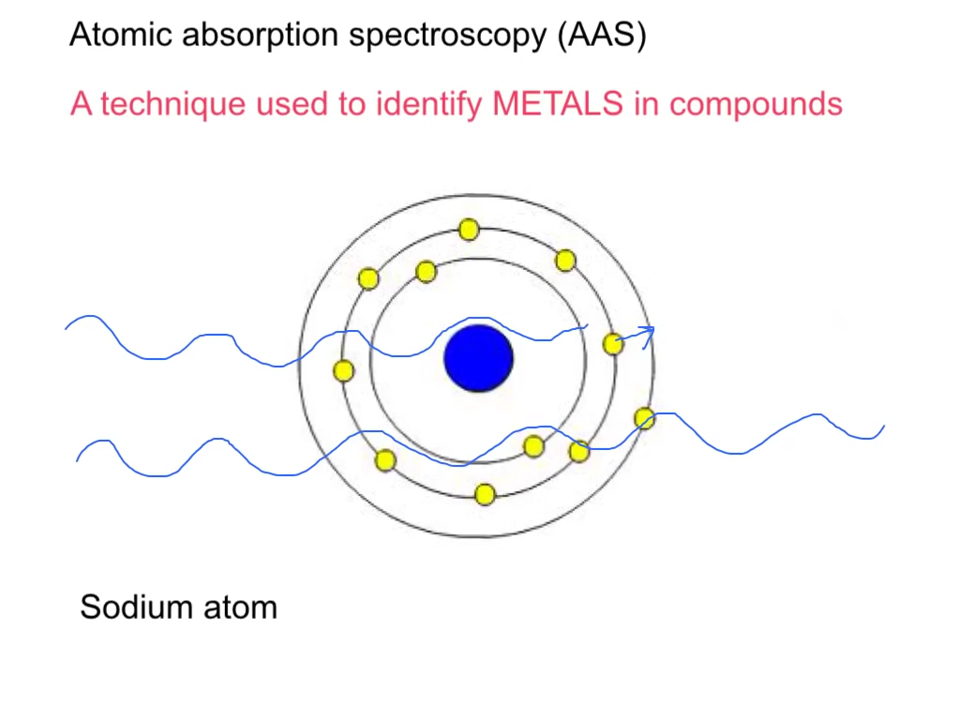 Atomic absorption spectroscopy (AAS)
A technique used to identify METALS in compounds
Sodium atom